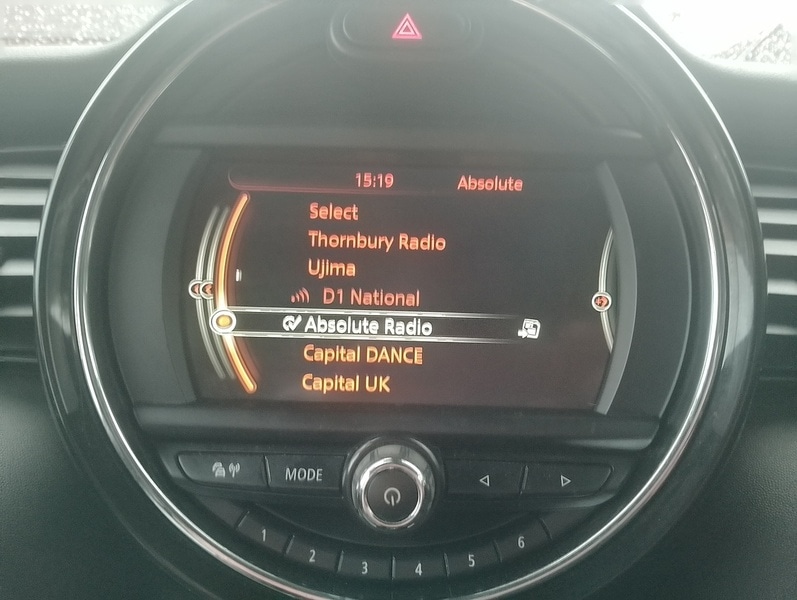 15:19 Absolute
Select
Thornbury Radio
Ujima
D1 National
Absolute Radio
Capital DANCE
Capital UK
MODE
1 2 3 4 5 6